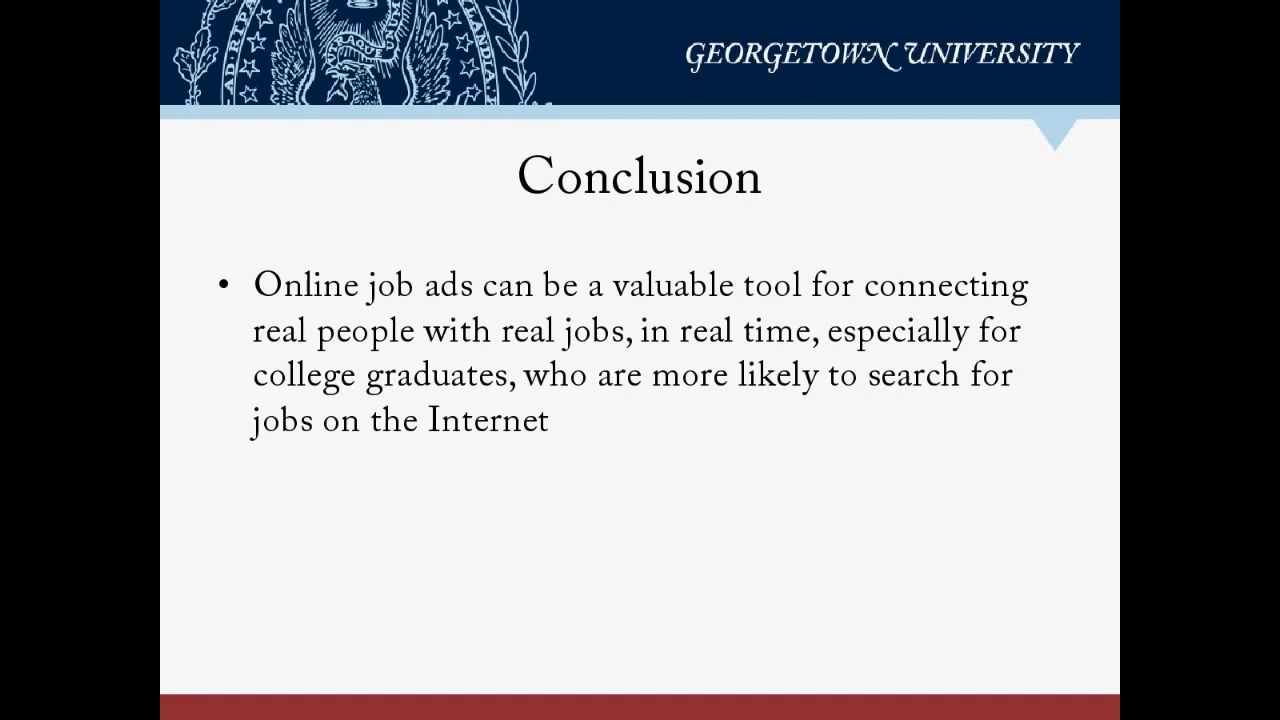 GEORGETOWN UNIVERSITY
Conclusion
• Online job ads can be a valuable tool for connecting
real people with real jobs, in real time, especially for
college graduates, who are more likely to search for
jobs on the Internet